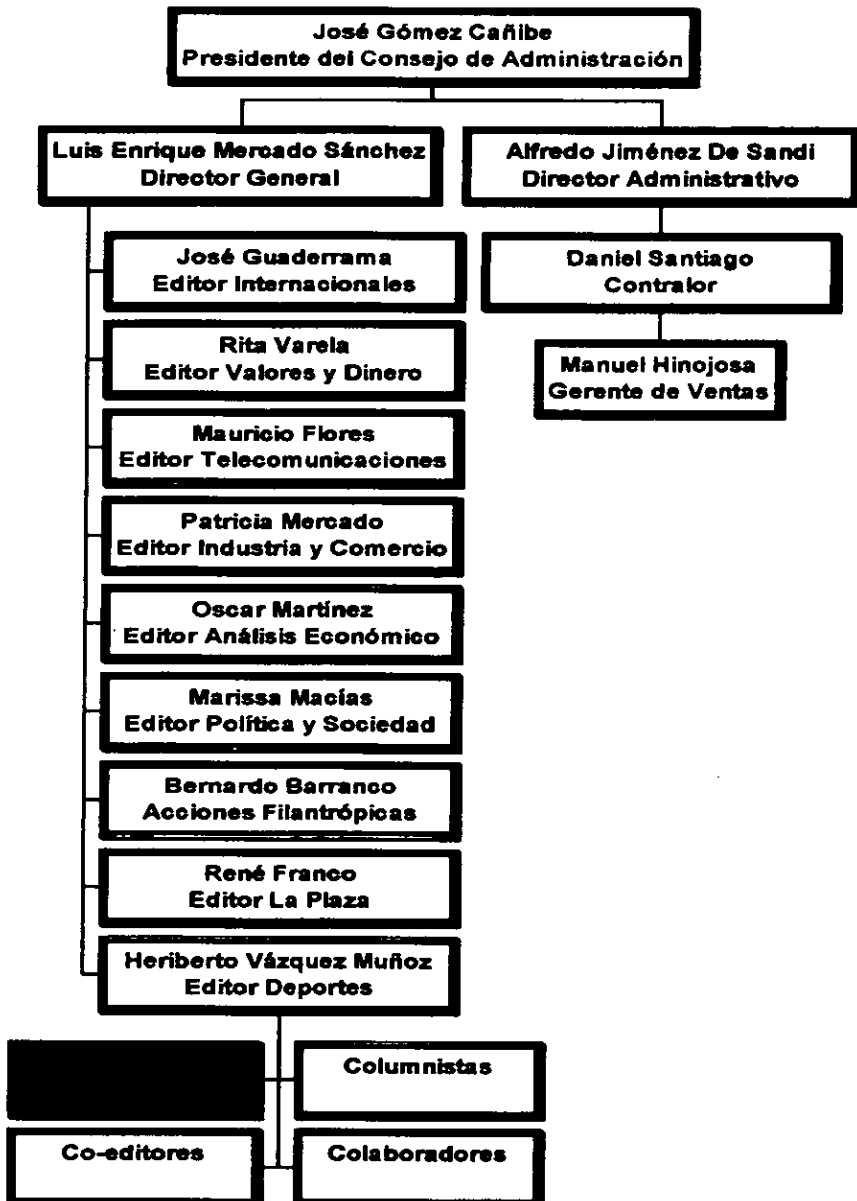 José Gómez Cañibe
Presidente del Consejo de Administración
Luis Enrique Mercado Sánchez
Director General
Alfredo Jiménez De Sandi
Director Administrativo
José Guaderrama
Editor Internacionales
Daniel Santiago
Contralor
Rita Varela
Editor Valores y Dinero
Manuel Hinojosa
Gerente de Ventas
Mauricio Flores
Editor Telecomunicaciones
Patricia Mercado
Editor Industria y Comercio
Oscar Martínez
Editor Análisis Económico
Marissa Macías
Editor Política y Sociedad
Bernardo Barranco
Acciones Filantrópicas
René Franco
Editor La Plaza
Heriberto Vázquez Muñoz
Editor Deportes
Columnistas
Co-editores
Colaboradores